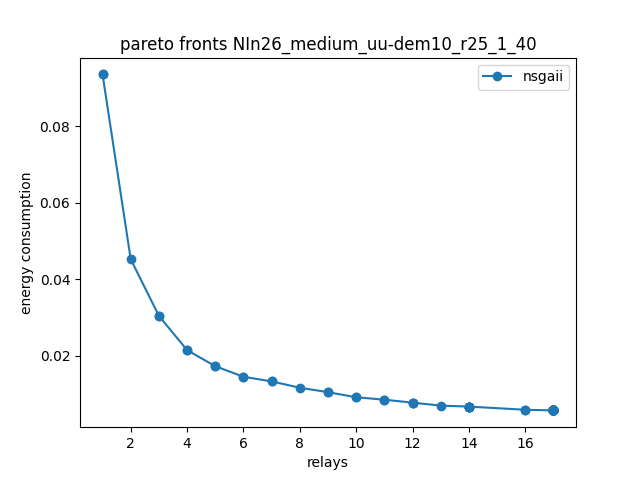 pareto fronts NIn26_medium_uu-dem10_r25_1_40
nsgaii
0.08
0.06
0.04
0.02
energy consumption
2 4 6 8 10 12 14 16
relays